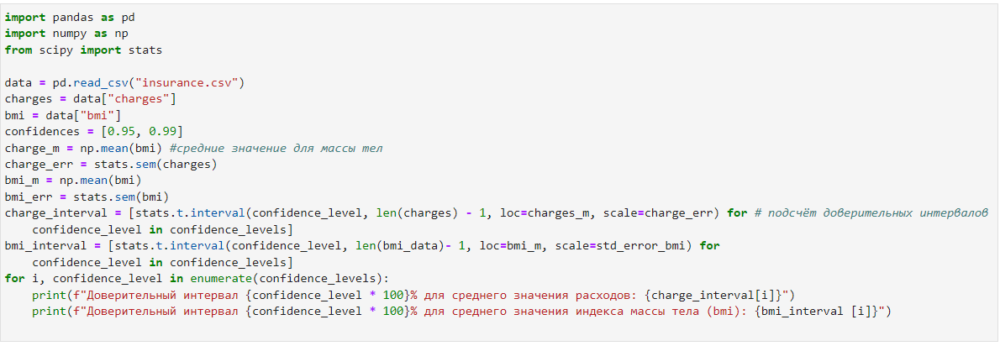 import pandas as pd
import numpy as np
from scipy import stats
data = pd.read_csv("insurance.csv")
charges = data["charges"]
bmi = data["bmi"]
confidences = [0.95, 0.99]
charge_m = np.mean(bmi) #средние значение для массы тел
charge_err = stats.sem(charges)
bmi_m = np.mean(bmi)
bmi_err = stats.sem(bmi)
charge_interval = [stats.t.interval(confidence_level, len(charges) - 1, loc=charges_m, scale=charge_err) for # подсчёт доверительных интервалов
    confidence_level in confidence_levels]
bmi_interval = [stats.t.interval(confidence_level, len(bmi_data)- 1, loc=bmi_m, scale=std_error_bmi) for
    confidence_level in confidence_levels]
for i, confidence_level in enumerate(confidence_levels):
    print(f"Доверительный интервал {confidence_level * 100}% для среднего значения расходов: {charge_interval[i]}")
    print(f"Доверительный интервал {confidence_level * 100}% для среднего значения индекса массы тела (bmi): {bmi_interval [i]}")